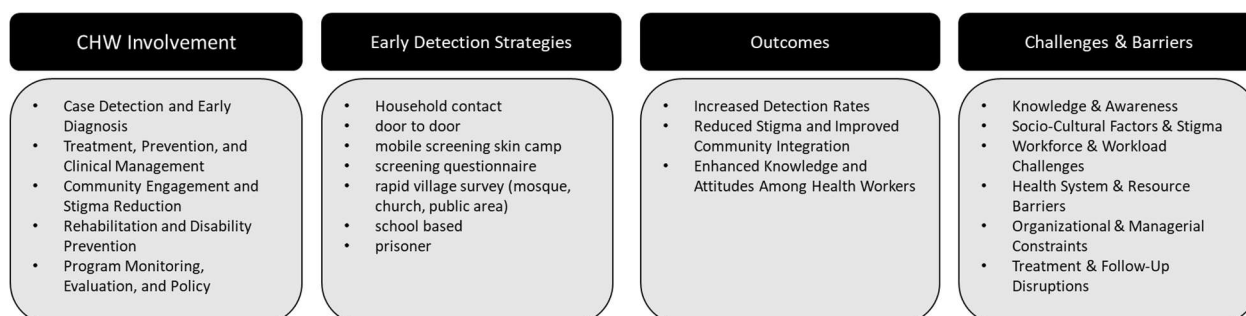 CHW Involvement
• Case Detection and Early
Diagnosis
• Treatment, Prevention, and
Clinical Management
• Community Engagement and
Stigma Reduction
• Rehabilitation and Disability
Prevention
• Program Monitoring,
Evaluation, and Policy
Early Detection Strategies
• Household contact
• door to door
• mobile screening skin camp
• screening questionnaire
• rapid village survey (mosque,
church, public area)
• school based
• prisoner
Outcomes
• Increased Detection Rates
• Reduced Stigma and Improved
Community Integration
• Enhanced Knowledge and
Attitudes Among Health Workers
Challenges & Barriers
• Knowledge & Awareness
• Socio-Cultural Factors & Stigma
• Workforce & Workload
Challenges
• Health System & Resource
Barriers
• Organizational & Managerial
Constraints
• Treatment & Follow-Up
Disruptions